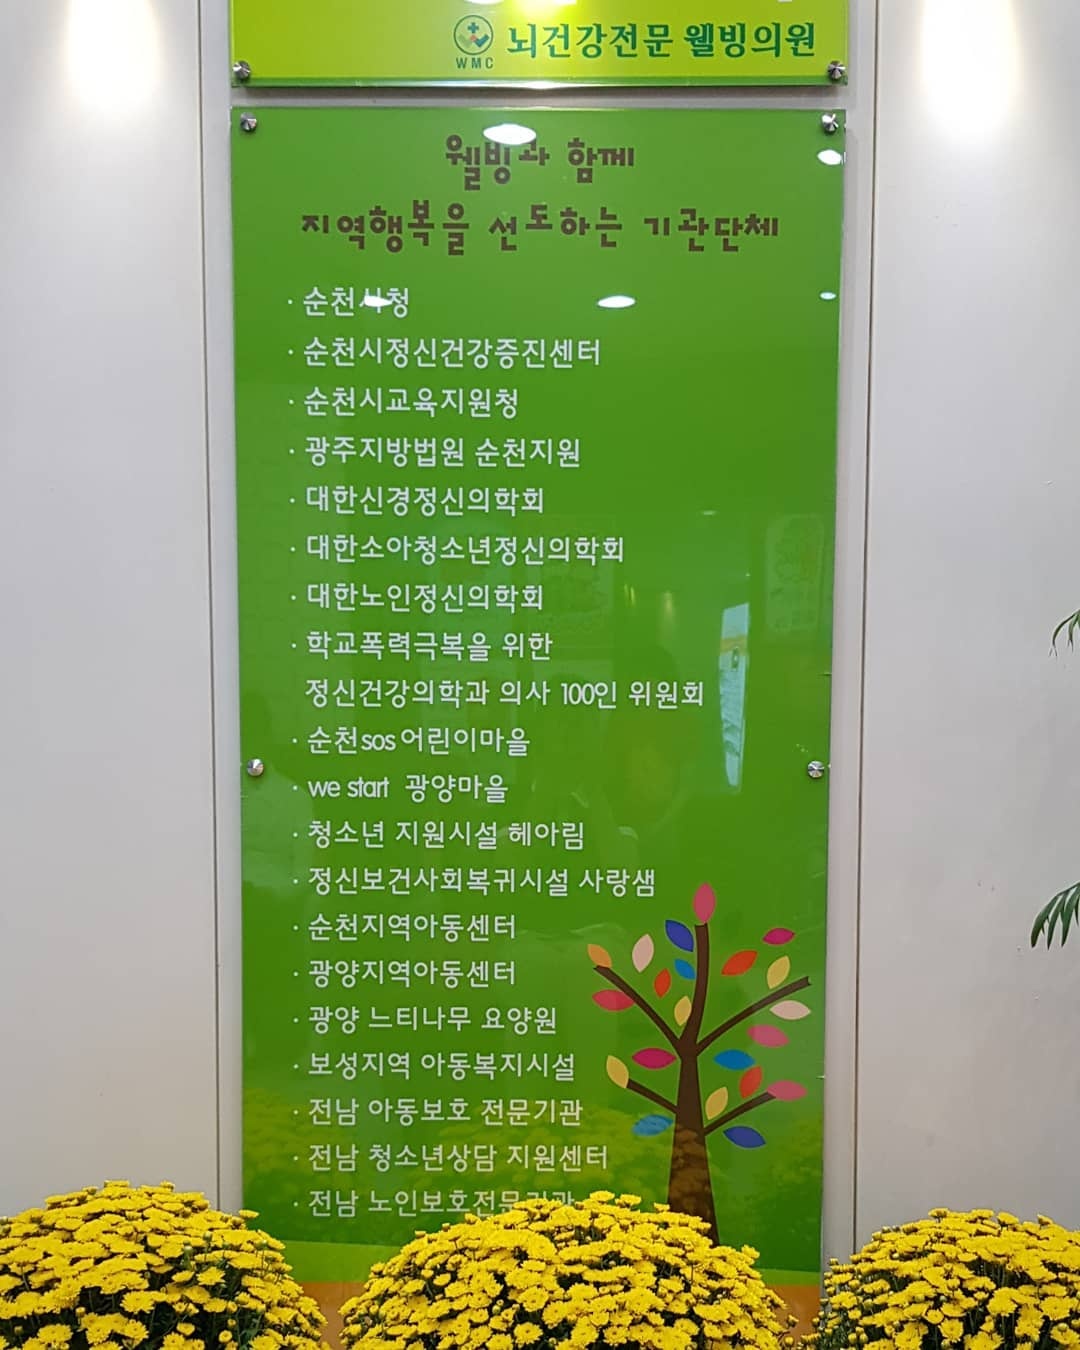 뇌건강전문 웰빙의원
WMC
웰빙과 함께
지역행복을 선도하는 기관단체
· 순천시청
· 순천시정신건강증진센터
· 순천시교육지원청
· 광주지방법원 순천지원
· 대한신경정신의학회
· 대한소아청소년정신의학회
· 대한노인정신의학회
· 학교폭력극복을 위한
정신건강의학과 의사 100인 위원회
· 순천sos어린이마을
· we start 광양마을
· 청소년 지원시설 헤아림
· 정신보건사회복귀시설 사랑샘
· 순천지역아동센터
· 광양지역아동센터
· 광양 느티나무 요양원
· 보성지역 아동복지시설
· 전남 아동보호 전문기관
· 전남 청소년상담 지원센터
· 전남 노인보호전문기관